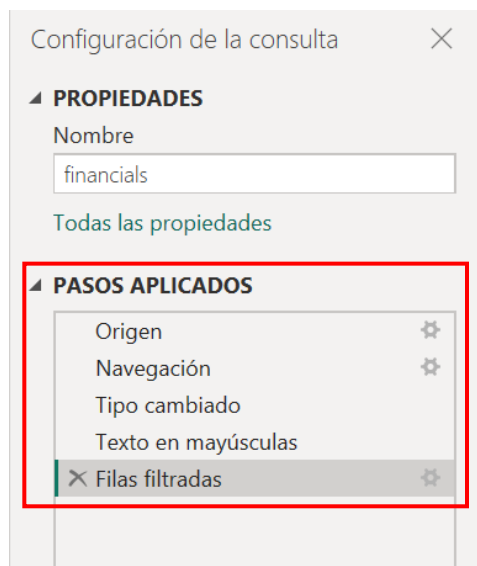 Configuración de la consulta
PROPIEDADES
Nombre
financials
Todas las propiedades
PASOS APLICADOS
Origen
Navegación
Tipo cambiado
Texto en mayúsculas
Filas filtradas